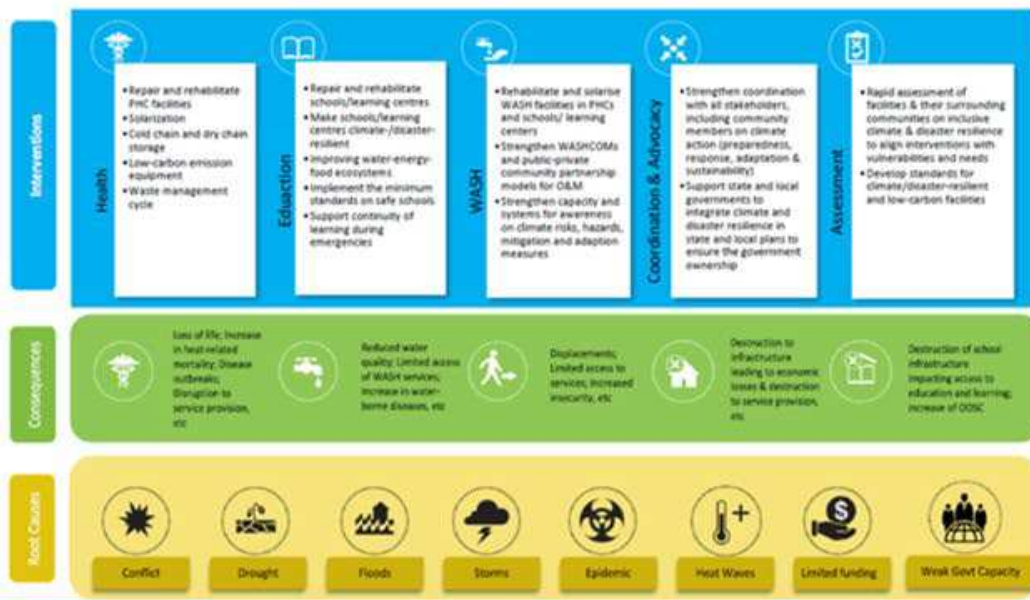 Interventions
Health
• Repair and rehabilitate
PHC facilities
• Solarization
• Cold chain and dry chain
storage
• Low-carbon emission
equipment
• Waste management
cycle
Eduaction
• Repair and rehabilitate
schools/learning centres
• Make schools/learning
centres climate-/disaster-
resilient
• Improving water-energy-
food ecosystems
• Implement the minimum
standards on safe schools
• Support continuity of
learning during
emergencies
WASH
• Rehabilitate and solarise
WASH facilities in PHCs
and schools/ learning
centers
• Strengthen WASHCOMs
and public-private
community partnership
models for O&M
• Strengthen capacity and
systems for awareness
on climate risks, hazards,
mitigation and adaption
measures
Coordination & Advocacy
• Strengthen coordination
with all stakeholders,
including community
members on climate
action (preparedness,
response, adaptation &
sustainability)
• Support state and local
governments to
integrate climate and
disaster resilience in
state and local plans to
ensure the government
ownership
Assessment
• Rapid assessment of
facilities & their surrounding
communities on inclusive
climate & disaster resilience
to align interventions with
vulnerabilities and needs
• Develop standards for
climate/disaster-resilient
and low-carbon facilities
Consequences
Loss of life; Increase
in heat-related
mortality; Disease
outbreaks;
Disruption to
service provision,
etc
Reduced water
quality; Limited access
of WASH services;
Increase in water-
borne diseases, etc
Displacements;
Limited access to
services; Increased
insecurity, etc
Destruction to
infrastructure
leading to economic
losses & destruction
to service provision,
etc
Destruction of school
infrastructure
impacting access to
education and learning;
increase of OOSC
Root Causes
Conflict
Drought
Floods
Storms
Epidemic
Heat Waves
$
Limited funding
Weak Govt Capacity